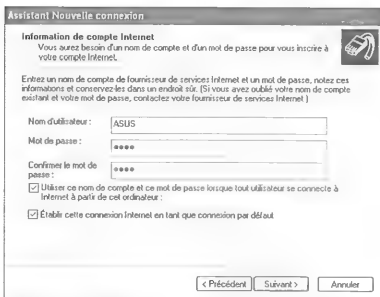 Assistant Nouvelle connexion
Information de compte Internet
Vous aurez besoin d'un nom de compte et d'un mot de passe pour vous inscrire à
votre compte Internet.
Entrez un nom de compte de fournisseur de services Internet et un mot de passe, notez ces
informations et conservez-les dans un endroit sûr. (Si vous avez oublié votre nom de compte
existant et votre mot de passe, contactez votre fournisseur de services Internet.)
Nom d'utilisateur : ASUS
Mot de passe : ●●●●
Confirmer le mot de
passe : ●●●●
Utiliser ce nom de compte et ce mot de passe lorsque tout utilisateur se connecte à
Internet à partir de cet ordinateur :
Établir cette connexion Internet en tant que connexion par défaut
< Précédent Suivant > Annuler